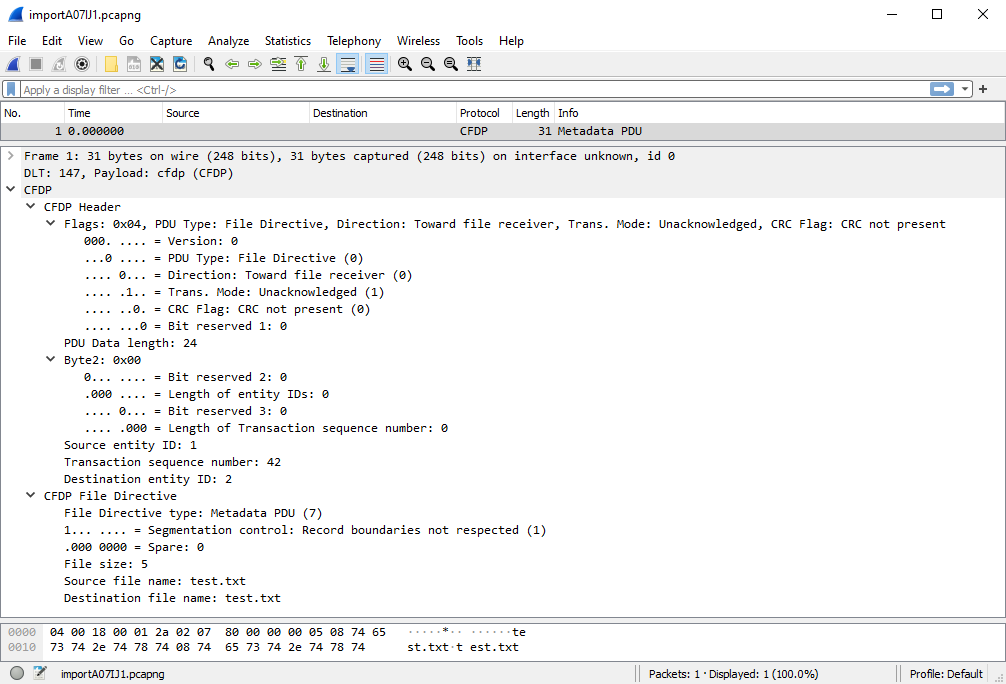 importA07IJ1.pcapng
File Edit View Go Capture Analyze Statistics Telephony Wireless Tools Help
Apply a display filter ... <Ctrl-/>
No. Time Source Destination Protocol Length Info
1 0.000000 CFDP 31 Metadata PDU
Frame 1: 31 bytes on wire (248 bits), 31 bytes captured (248 bits) on interface unknown, id 0
DLT: 147, Payload: cfdp (CFDP)
CFDP
CFDP Header
Flags: 0x04, PDU Type: File Directive, Direction: Toward file receiver, Trans. Mode: Unacknowledged, CRC Flag: CRC not present
000. .... = Version: 0
...0 .... = PDU Type: File Directive (0)
.... 0... = Direction: Toward file receiver (0)
.... .1.. = Trans. Mode: Unacknowledged (1)
.... ..0. = CRC Flag: CRC not present (0)
.... ...0 = Bit reserved 1: 0
PDU Data length: 24
Byte2: 0x00
0... .... = Bit reserved 2: 0
.000 .... = Length of entity IDs: 0
.... 0... = Bit reserved 3: 0
.... .000 = Length of Transaction sequence number: 0
Source entity ID: 1
Transaction sequence number: 42
Destination entity ID: 2
CFDP File Directive
File Directive type: Metadata PDU (7)
1... .... = Segmentation control: Record boundaries not respected (1)
.000 0000 = Spare: 0
File size: 5
Source file name: test.txt
Destination file name: test.txt
0000 04 00 18 00 01 2a 02 07 80 00 00 00 05 08 74 65 ·····*·· ······te
0010 73 74 2e 74 78 74 08 74 65 73 74 2e 74 78 74 st.txt·t est.txt
importA07IJ1.pcapng Packets: 1 · Displayed: 1 (100.0%) Profile: Default